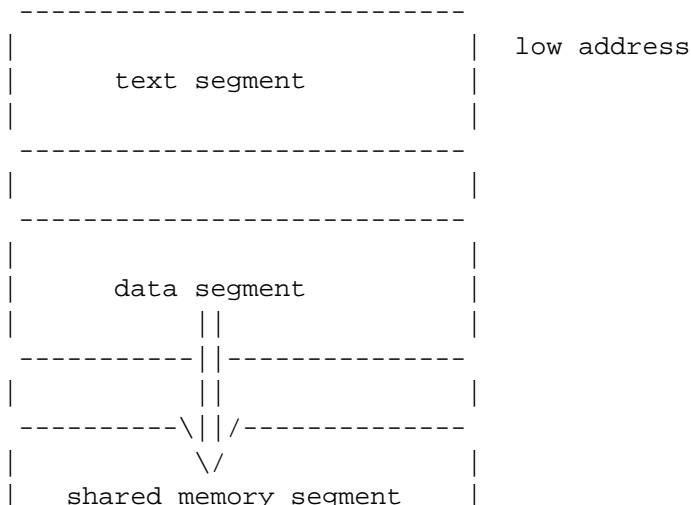 ----------------------------
|                            |  low address
|      text segment          |
|                            |
 ----------------------------
|                            |
 ----------------------------
|                            |
|      data segment          |
|           ||               |
 -----------||---------------
|           ||               |
 ----------\||/--------------
|           \/               |
|   shared memory segment    |